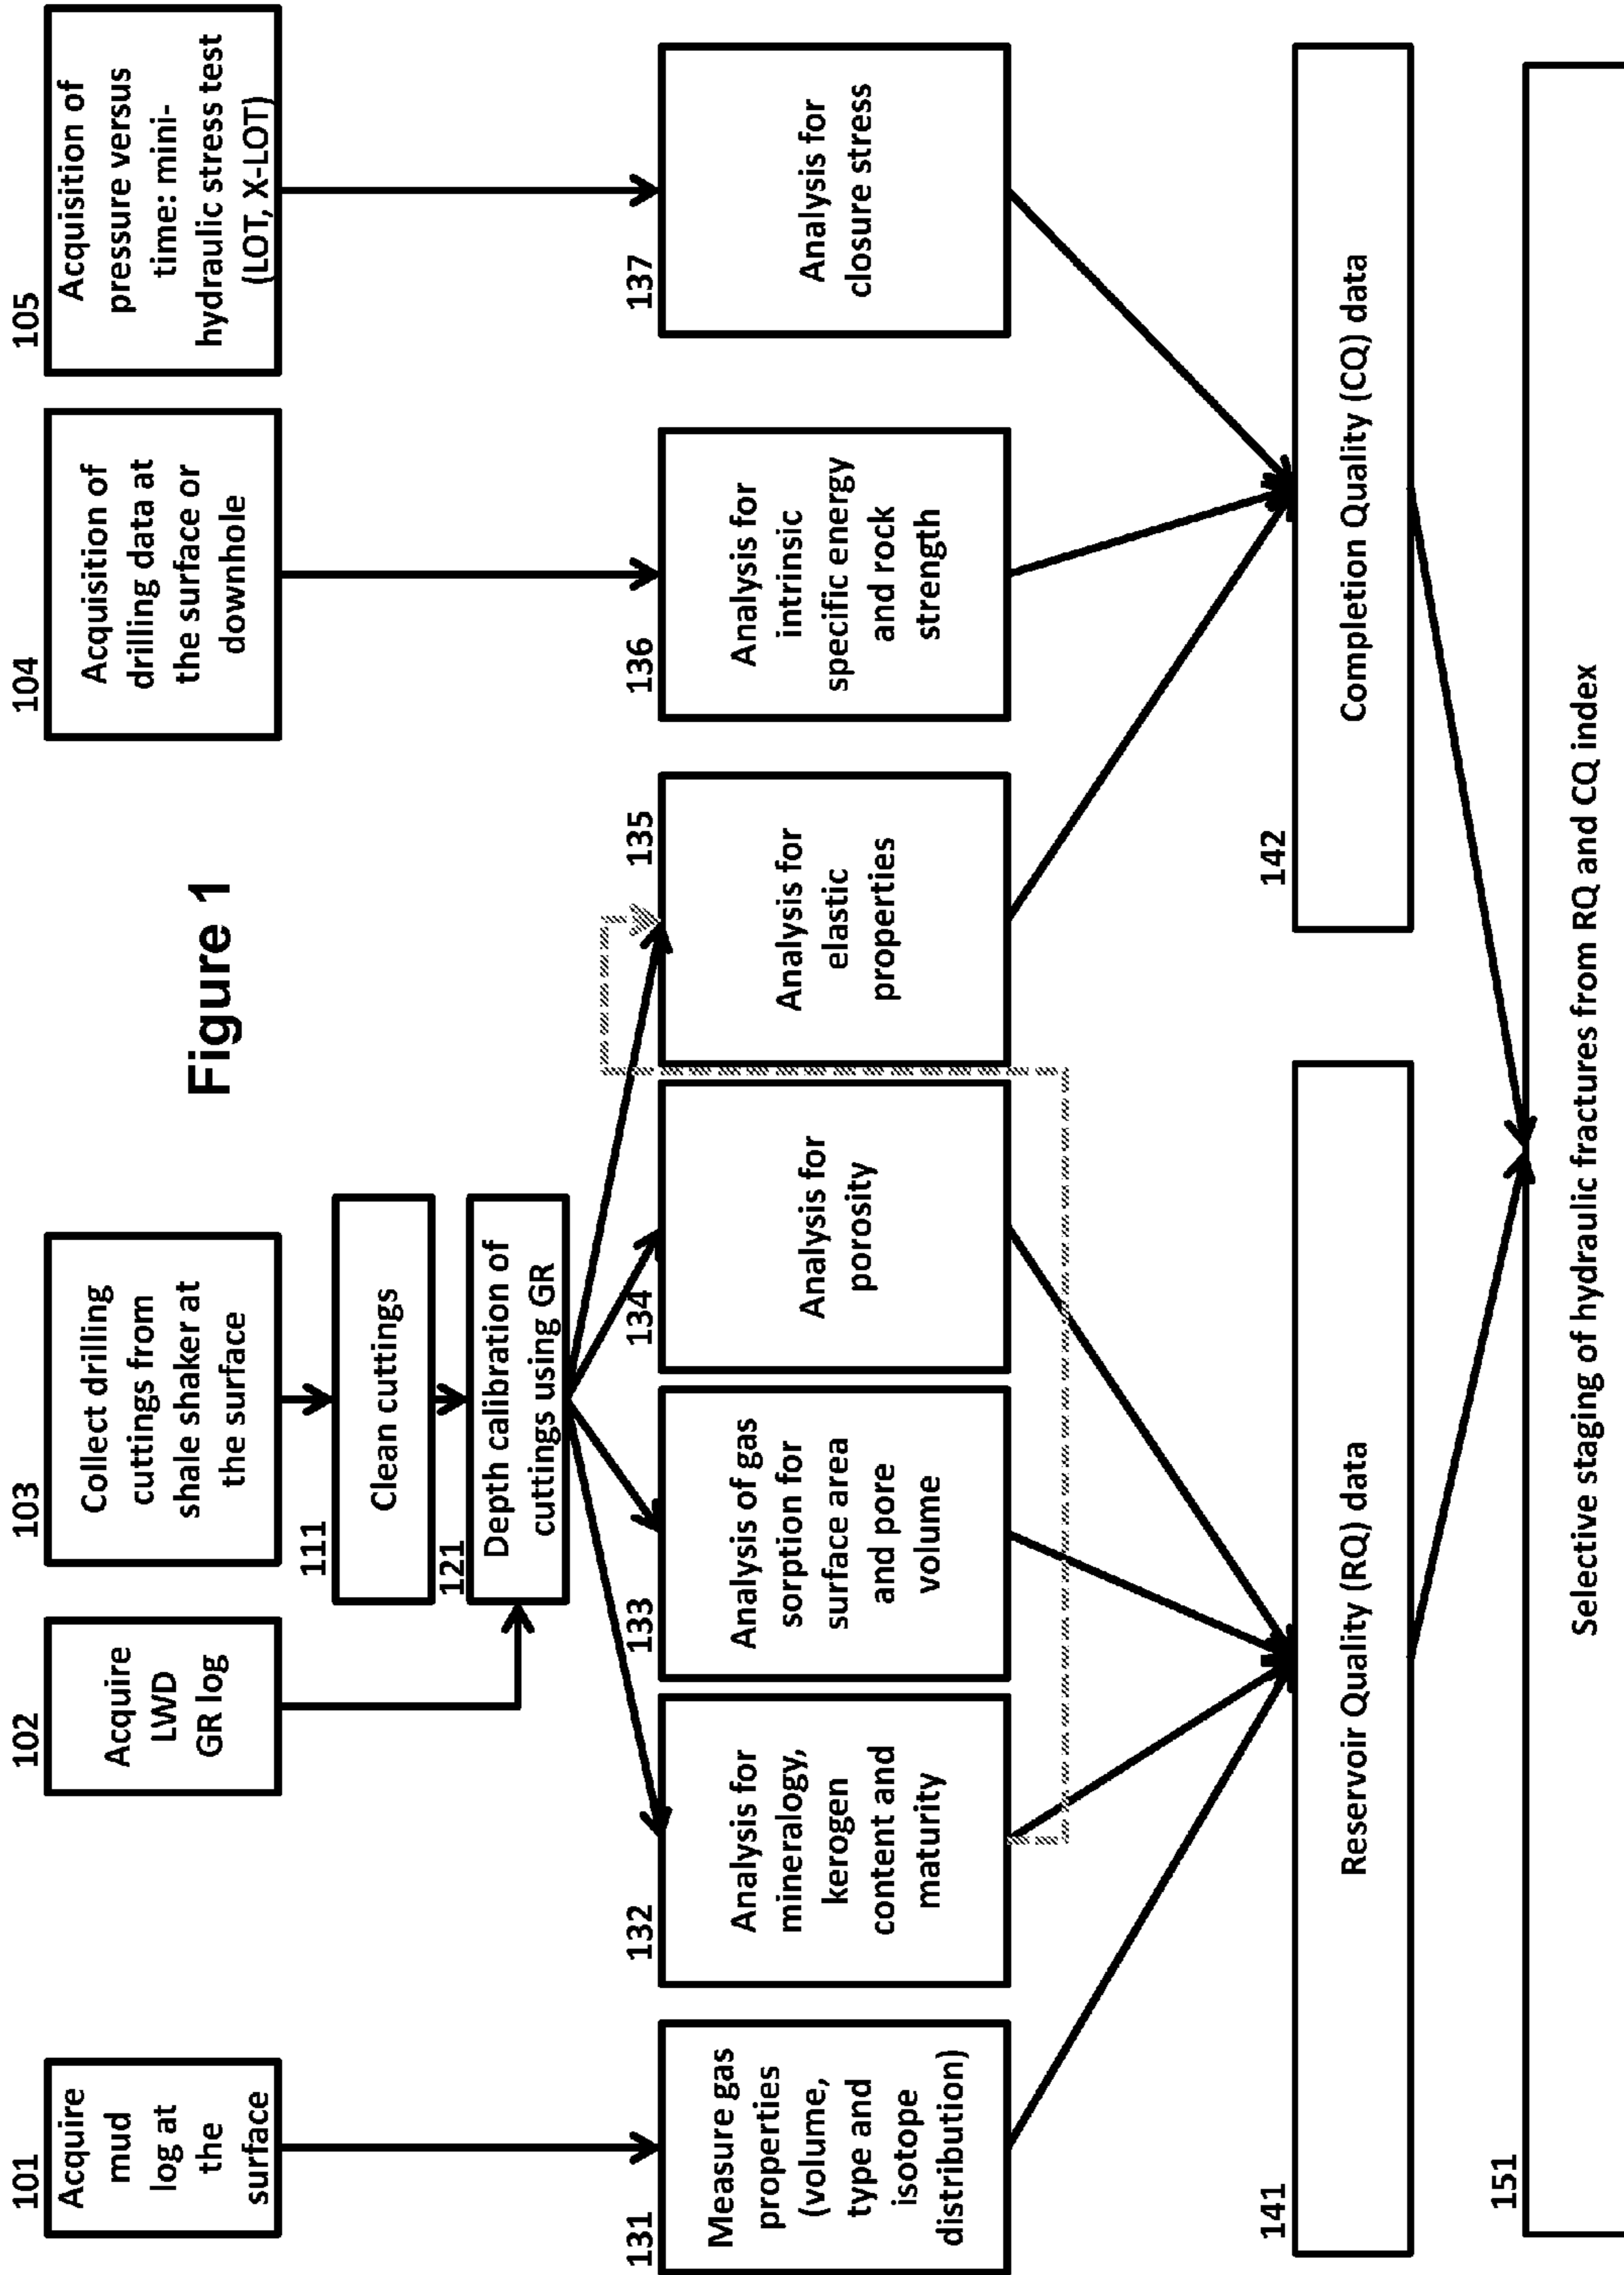 101
Acquire
mud
log at
the
surface
102
Acquire
LWD
GR log
103
Collect drilling
cuttings from
shale shaker at
the surface
104
Acquisition of
drilling data at
the surface or
downhole
105
Acquisition of
pressure versus
time: mini-
hydraulic stress test
(LOT, X-LOT)
Figure 1
111
Clean cuttings
121
Depth calibration of
cuttings using GR
131
Measure gas
properties
(volume,
type and
isotope
distribution)
132
Analysis for
mineralogy,
kerogen
content and
maturity
133
Analysis of gas
sorption for
surface area
and pore
volume
134
Analysis for
porosity
135
Analysis for
elastic
properties
136
Analysis for
intrinsic
specific energy
and rock
strength
137
Analysis for
closure stress
141
Reservoir Quality (RQ) data
142
Completion Quality (CQ) data
151
Selective staging of hydraulic fractures from RQ and CQ index